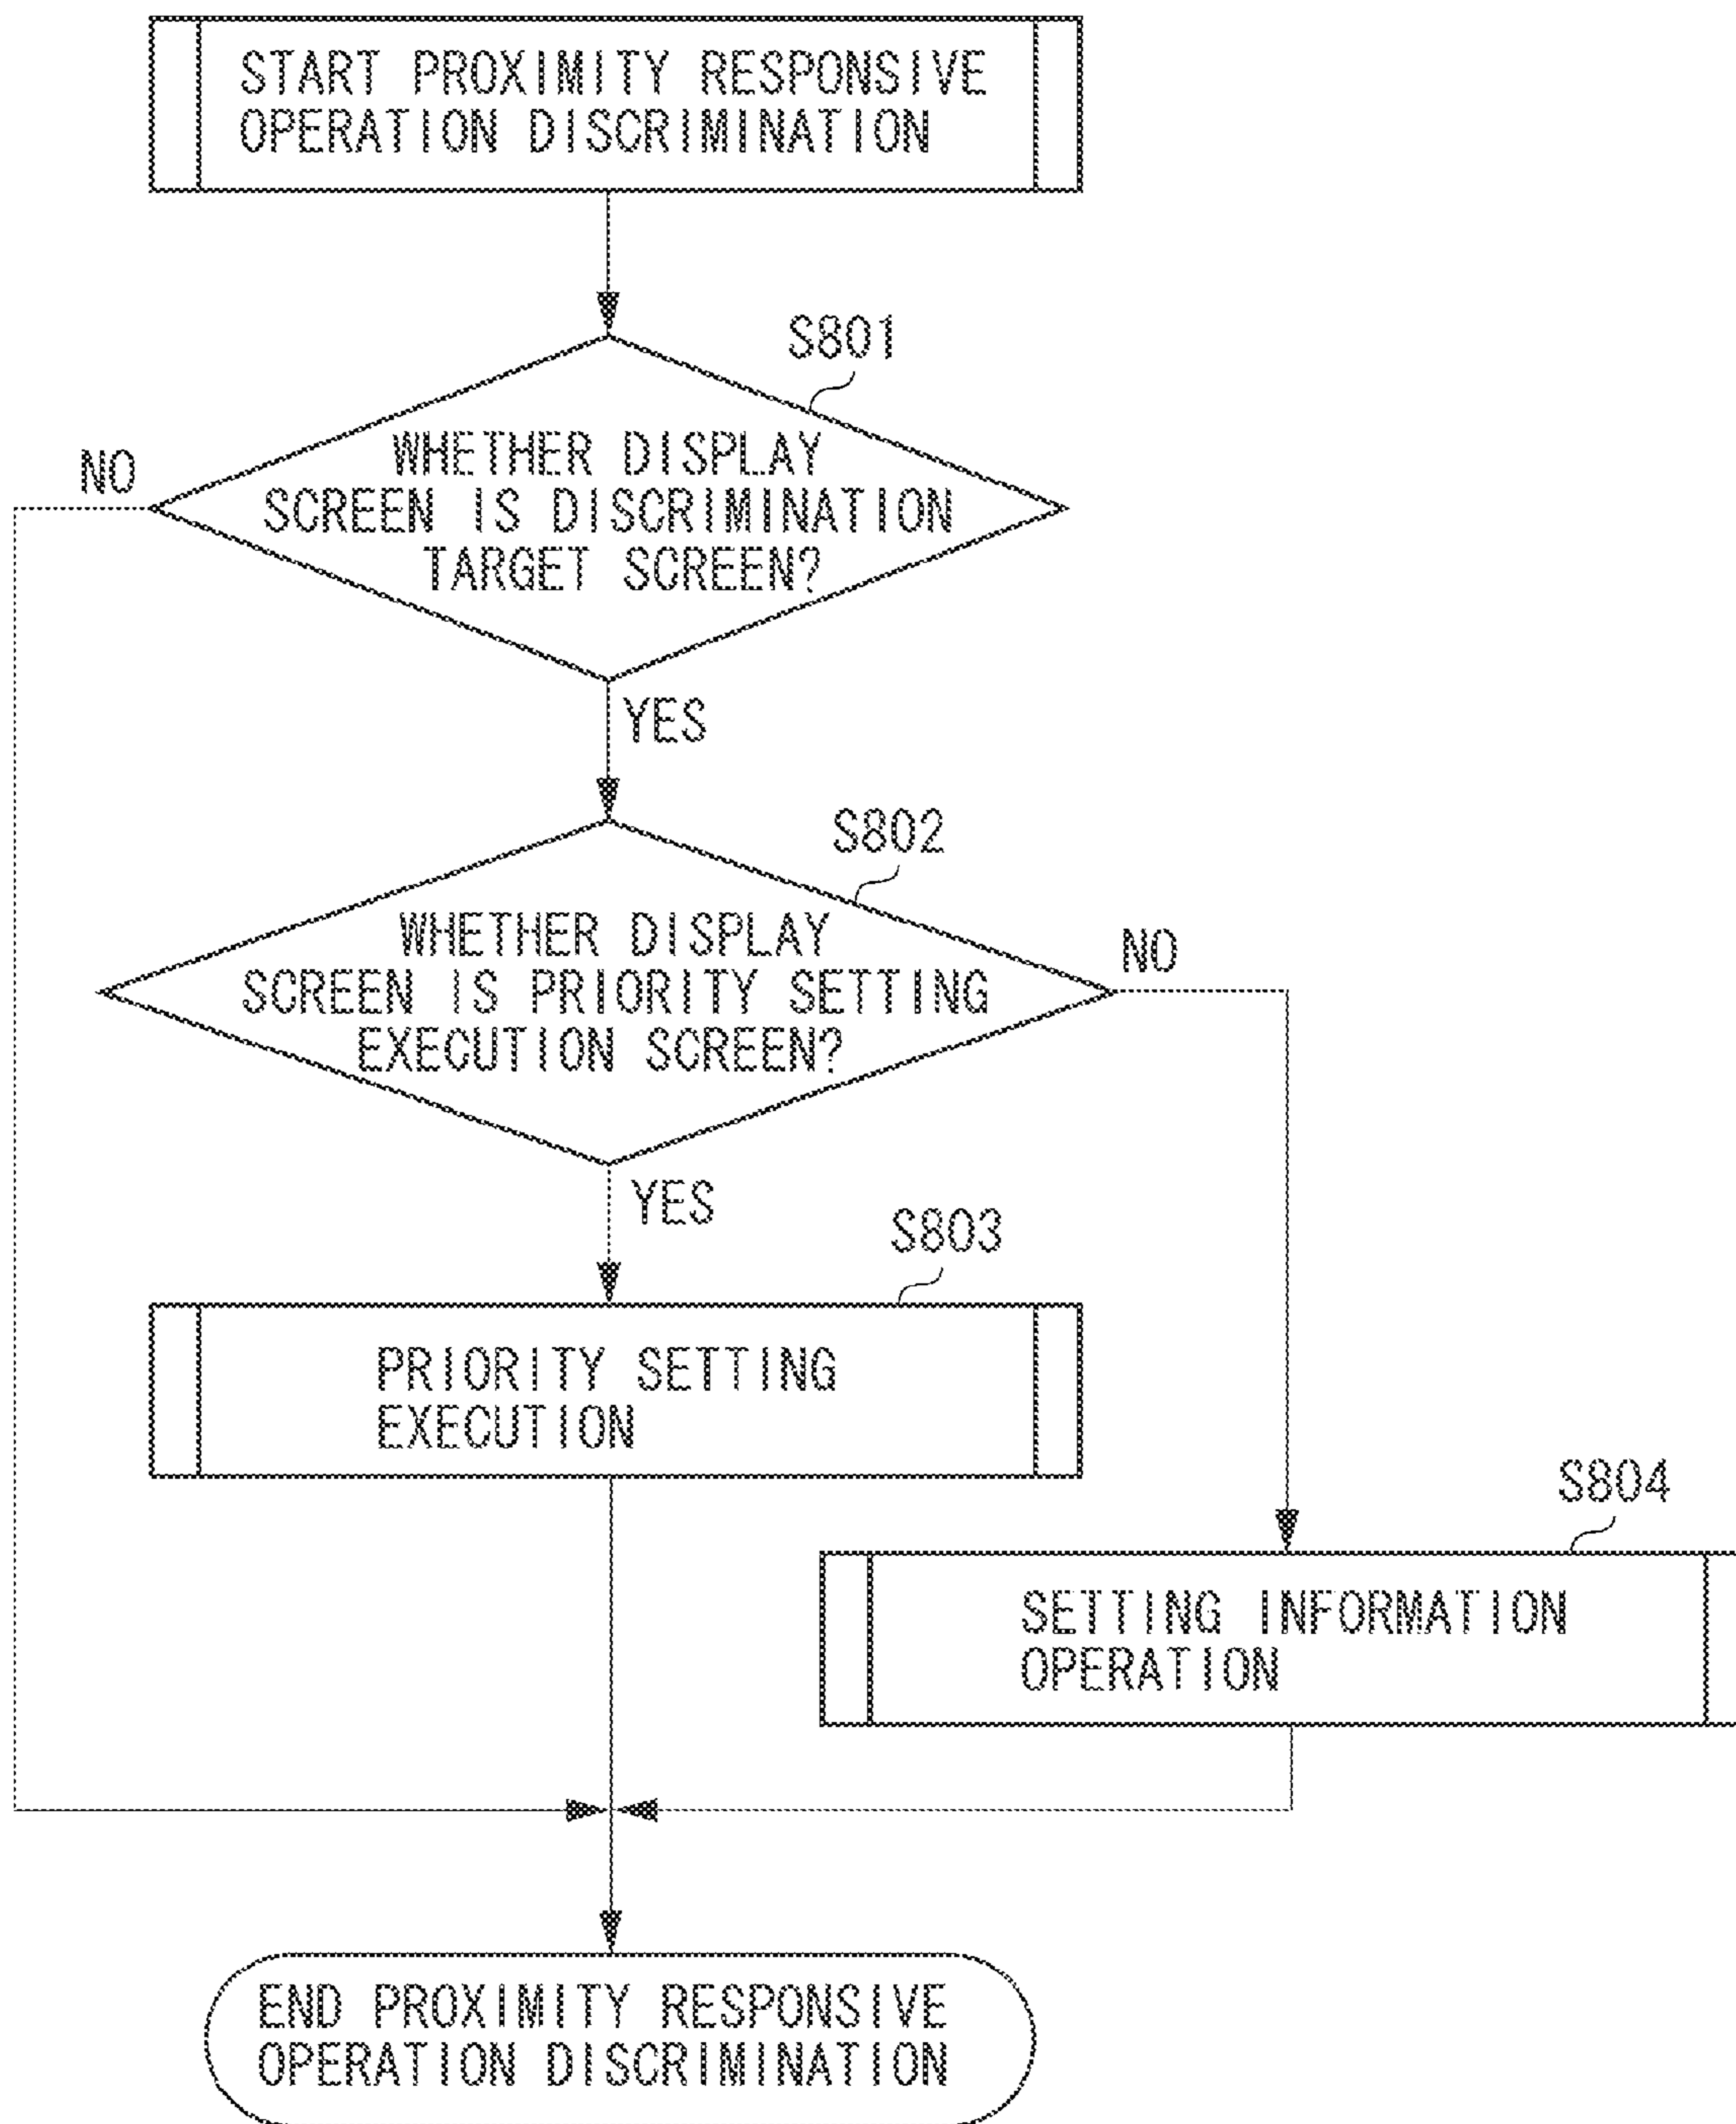 START PROXIMITY RESPONSIVE
OPERATION DISCRIMINATION
S801
NO
WHETHER DISPLAY
SCREEN IS DISCRIMINATION
TARGET SCREEN?
YES
S802
WHETHER DISPLAY
SCREEN IS PRIORITY SETTING
EXECUTION SCREEN?
NO
YES
S803
PRIORITY SETTING
EXECUTION
S804
SETTING INFORMATION
OPERATION
END PROXIMITY RESPONSIVE
OPERATION DISCRIMINATION